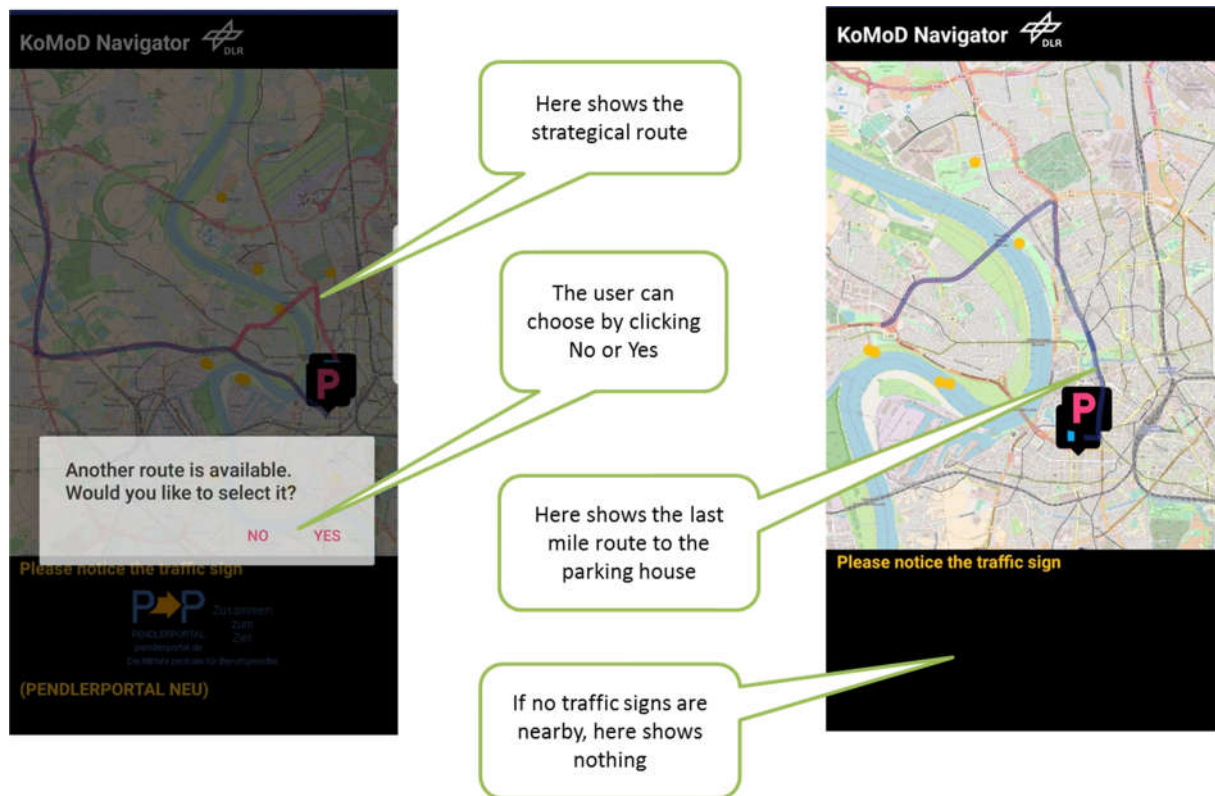 KoMoD Navigator
DLR
Another route is available.
Would you like to select it?
NO YES
Please notice the traffic sign
P P
Zusammen
zum
Ziel
PENDLERPORTAL
pendlerportal.de
(PENDLERPORTAL NEU)
Here shows the
strategical route
The user can
choose by clicking
No or Yes
Here shows the last
mile route to the
parking house
If no traffic signs are
nearby, here shows
nothing
KoMoD Navigator
DLR
P
Please notice the traffic sign
P